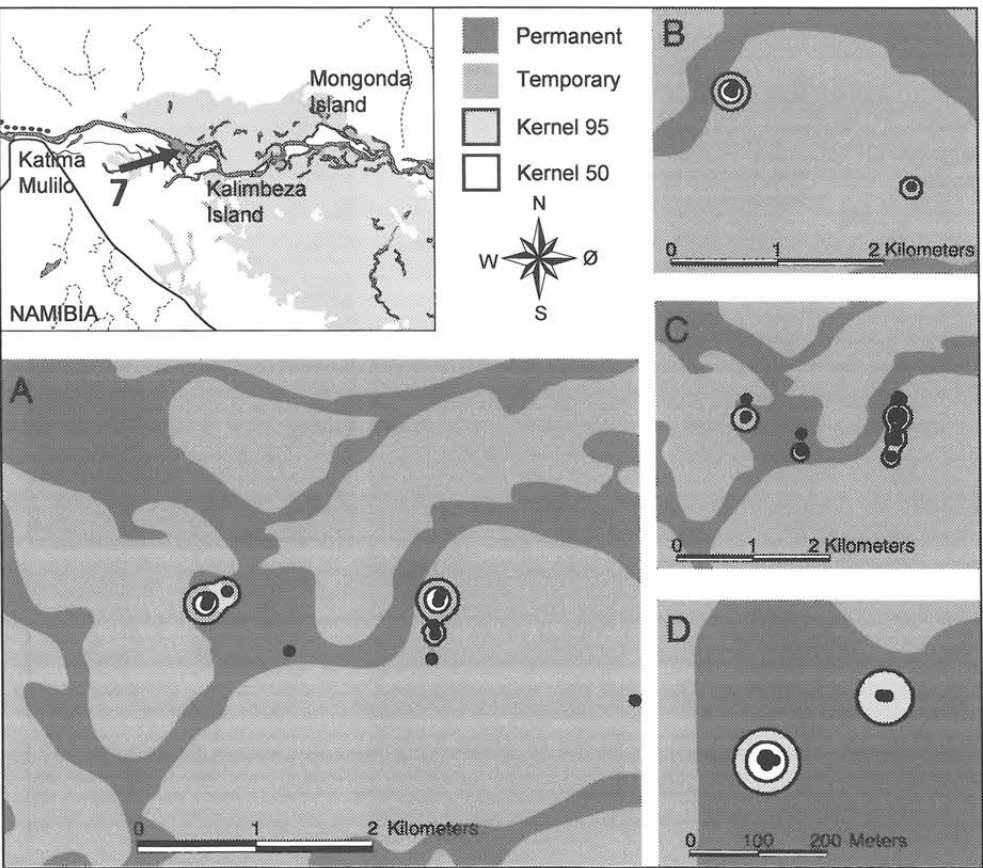 Mongonda
Island
Katima
Mulilo
7
Kalimbeza
Island
NAMIBIA
Permanent
Temporary
Kernel 95
Kernel 50
N
W Ø
S
A
0 1 2 Kilometers
B
0 1 2 Kilometers
C
0 1 2 Kilometers
D
0 100 200 Meters